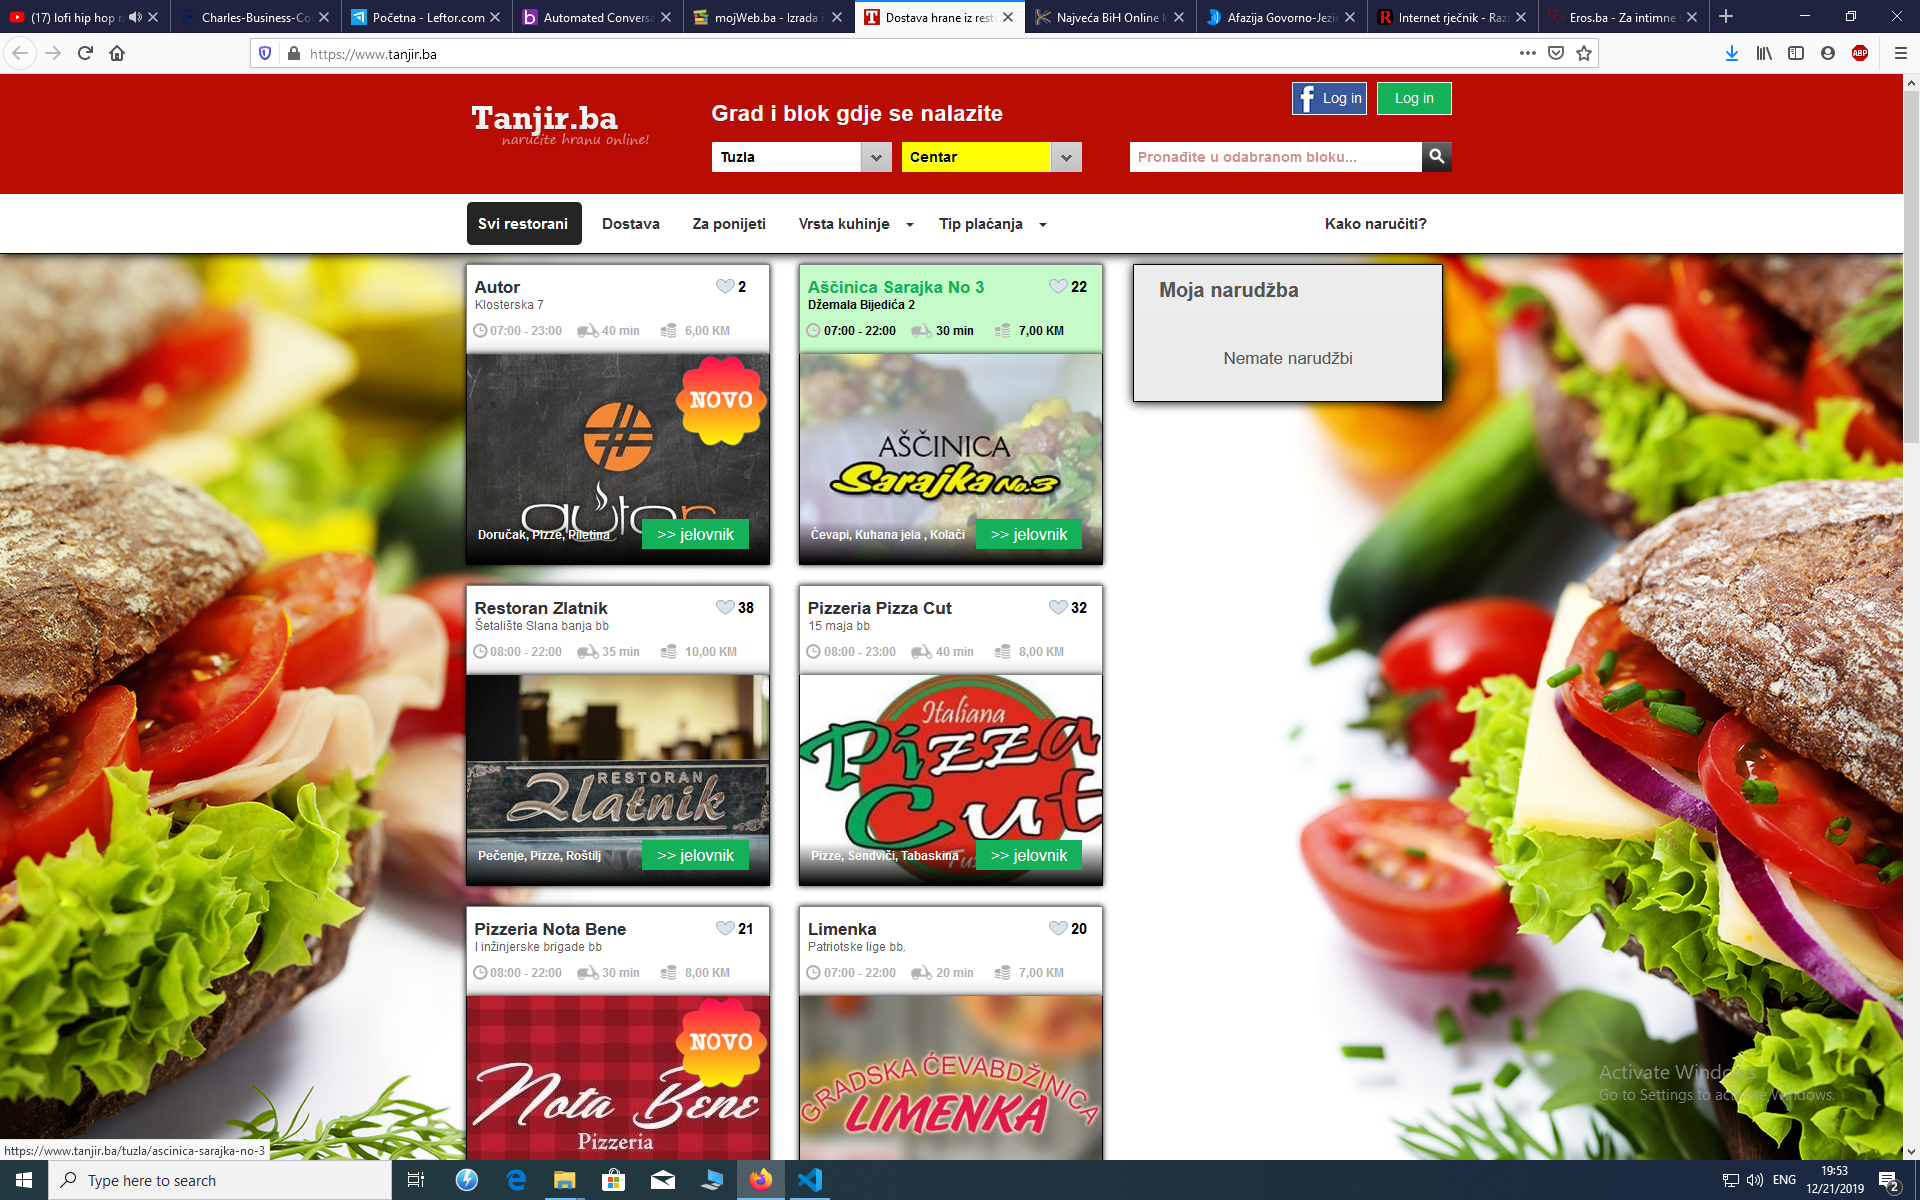 (17) lofi hip hop ra
Charles-Business-Co
Početna - Leftor.com
Automated Conversa
mojWeb.ba - Izrada i
Dostava hrane iz rest
Najveća BiH Online k
Afazija Govorno-Jezič
Internet rječnik - Razn
Eros.ba - Za intimne
https://www.tanjir.ba
ABP
Tanjir.ba
naručite hranu online!
Grad i blok gdje se nalazite
f Log in
Log in
Tuzla
Centar
Pronađite u odabranom bloku...
Svi restorani
Dostava
Za ponijeti
Vrsta kuhinje
Tip plaćanja
Kako naručiti?
Autor
2
Klosterska 7
07:00 - 23:00 40 min 6,00 KM
NOVO
autor
Doručak, Pizze, Piletina
>> jelovnik
Aščinica Sarajka No 3
22
Džemala Bijedića 2
07:00 - 22:00 30 min 7,00 KM
AŠČINICA
Sarajka No.3
Ćevapi, Kuhana jela , Kolači
>> jelovnik
Moja narudžba
Nemate narudžbi
Restoran Zlatnik
38
Šetalište Slana banja bb
08:00 - 22:00 35 min 10,00 KM
RESTORAN
Zlatnik
Pečenje, Pizze, Roštilj
>> jelovnik
Pizzeria Pizza Cut
32
15 maja bb
08:00 - 23:00 40 min 8,00 KM
Italiana
Pizza
Cut
Pizze, Sendviči, Tabaskina
>> jelovnik
Pizzeria Nota Bene
21
I inžinjerske brigade bb
08:00 - 22:00 30 min 8,00 KM
NOVO
Nota Bene
Pizzeria
Limenka
20
Patriotske lige bb.
07:00 - 22:00 20 min 7,00 KM
GRADSKA ĆEVABDŽINICA
LIMENKA
Activate Windows
Go to Settings to activate Windows.
https://www.tanjir.ba/tuzla/ascinica-sarajka-no-3
Type here to search
ENG
19:53
12/21/2019
2